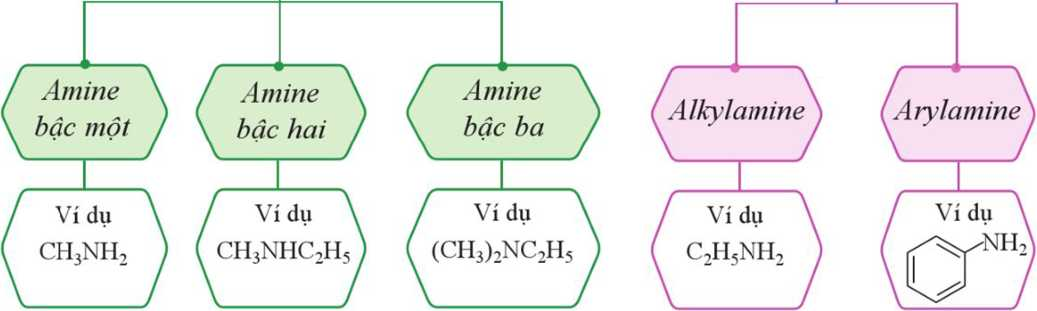 Amine
bậc một
Amine
bậc hai
Amine
bậc ba
Alkylamine
Arylamine
Ví dụ
CH₃NH₂
Ví dụ
CH₃NHC₂H₅
Ví dụ
(CH₃)₂NC₂H₅
Ví dụ
C₂H₅NH₂
Ví dụ
NH₂